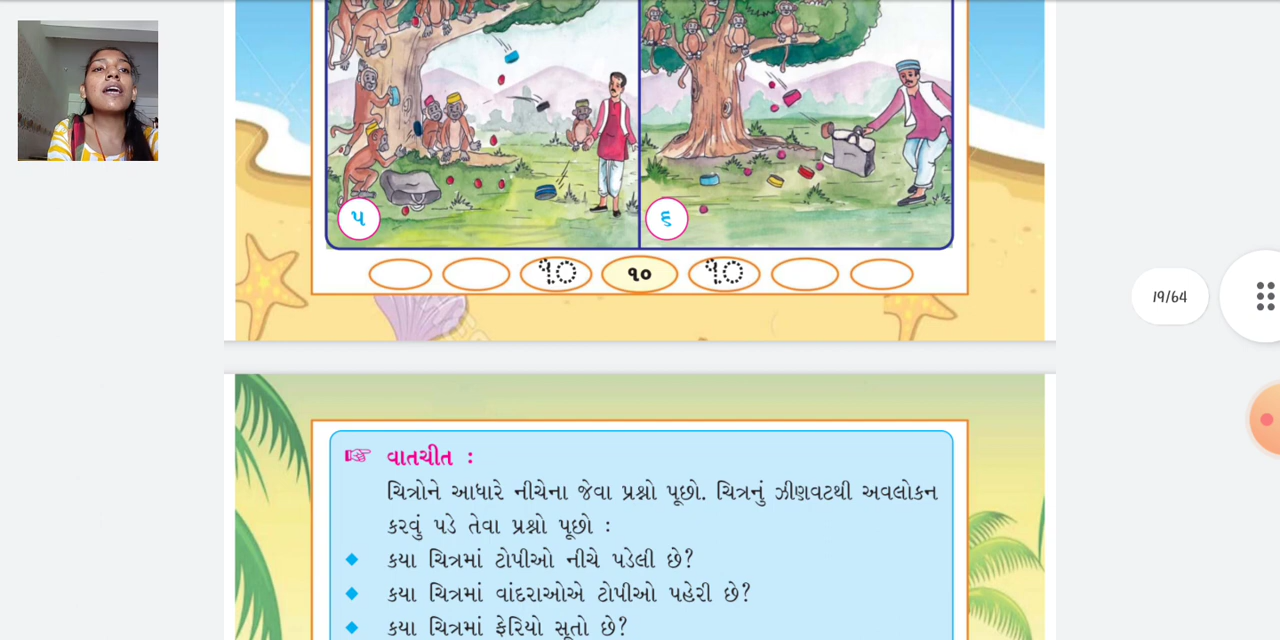 ૫
૬
૧૦ ૧૦ ૧૦
19/64
☞ વાતચીત :
ચિત્રોને આધારે નીચેના જેવા પ્રશ્નો પૂછો. ચિત્રનું ઝીણવટથી અવલોકન
કરવું પડે તેવા પ્રશ્નો પૂછો :
◆ કયા ચિત્રમાં ટોપીઓ નીચે પડેલી છે?
◆ કયા ચિત્રમાં વાંદરાઓએ ટોપીઓ પહેરી છે?
◆ કયા ચિત્રમાં ફેરિયો સૂતો છે?